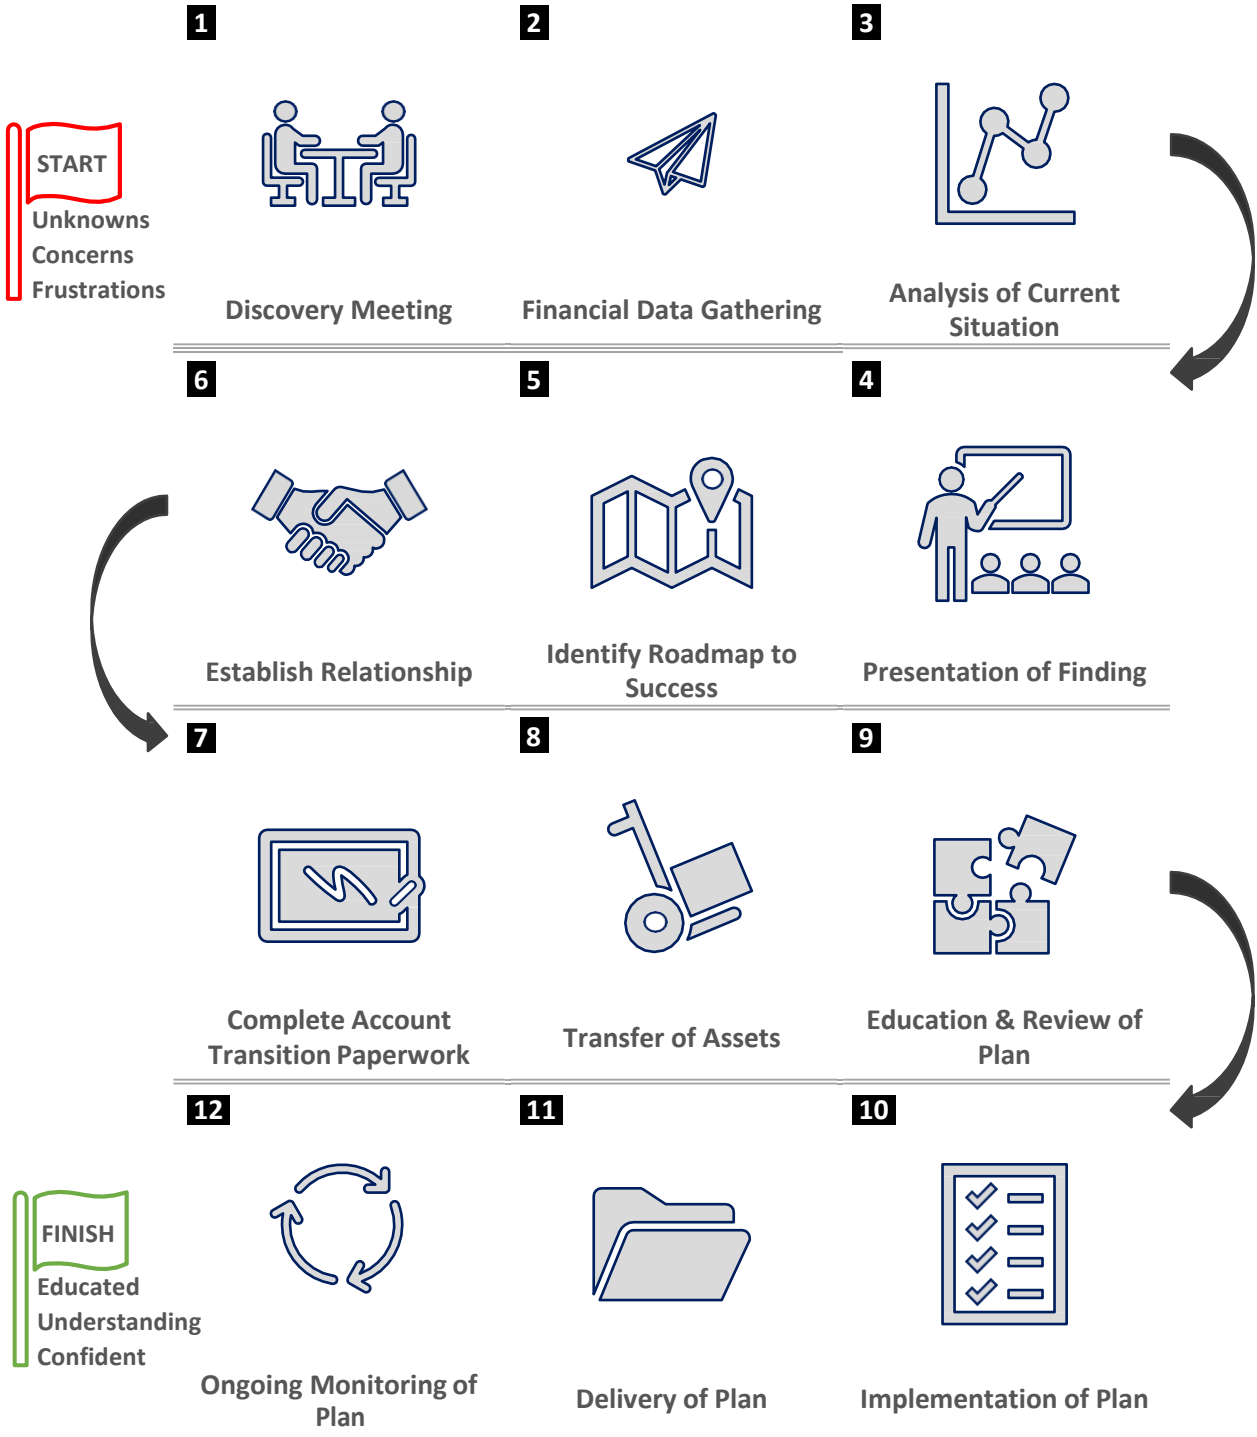 1
2
3
START
Unknowns
Concerns
Frustrations
Discovery Meeting
Financial Data Gathering
Analysis of Current
Situation
6
5
4
Establish Relationship
Identify Roadmap to
Success
Presentation of Finding
7
8
9
Complete Account
Transition Paperwork
Transfer of Assets
Education & Review of
Plan
12
11
10
FINISH
Educated
Understanding
Confident
Ongoing Monitoring of
Plan
Delivery of Plan
Implementation of Plan